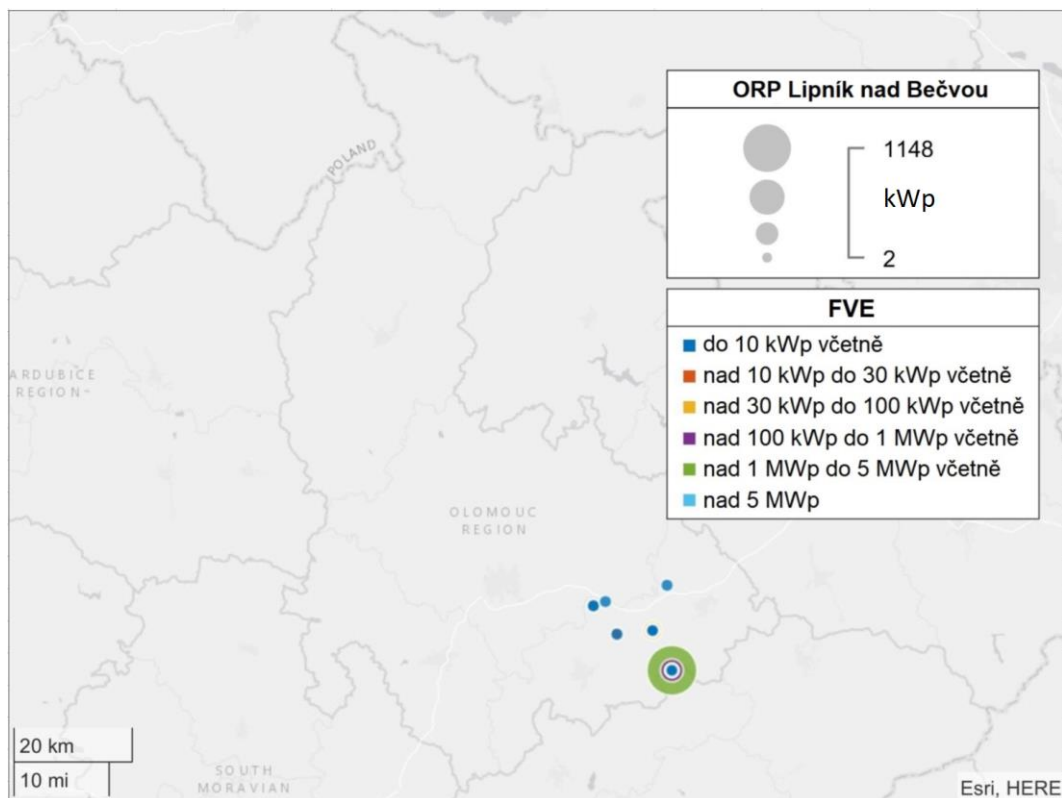 POLAND
ORP Lipník nad Bečvou
1148
kWp
2
FVE
do 10 kWp včetně
nad 10 kWp do 30 kWp včetně
nad 30 kWp do 100 kWp včetně
nad 100 kWp do 1 MWp včetně
nad 1 MWp do 5 MWp včetně
nad 5 MWp
ARDUBICE
REGION
OLOMOUC
REGION
20 km
10 mi
SOUTH
MORAVIAN
Esri, HERE